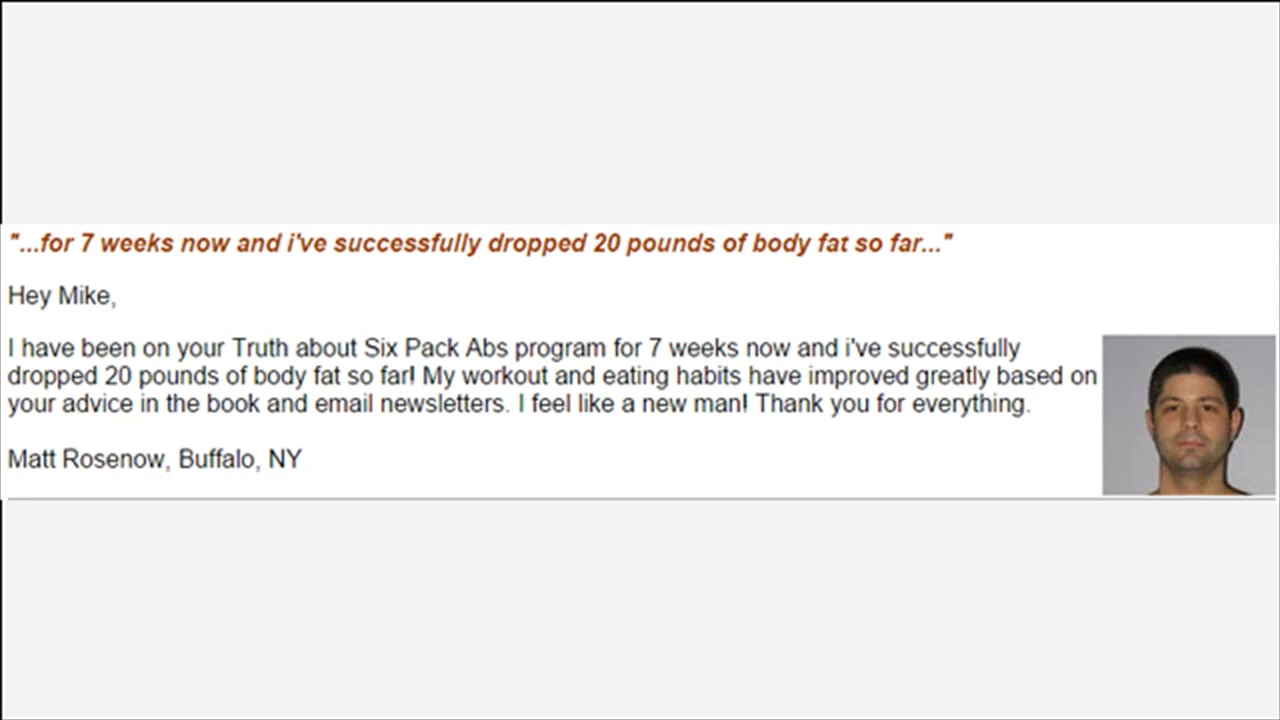 "...for 7 weeks now and i've successfully dropped 20 pounds of body fat so far..."
Hey Mike,
I have been on your Truth about Six Pack Abs program for 7 weeks now and i've successfully
dropped 20 pounds of body fat so far! My workout and eating habits have improved greatly based on
your advice in the book and email newsletters. I feel like a new man! Thank you for everything.
Matt Rosenow, Buffalo, NY